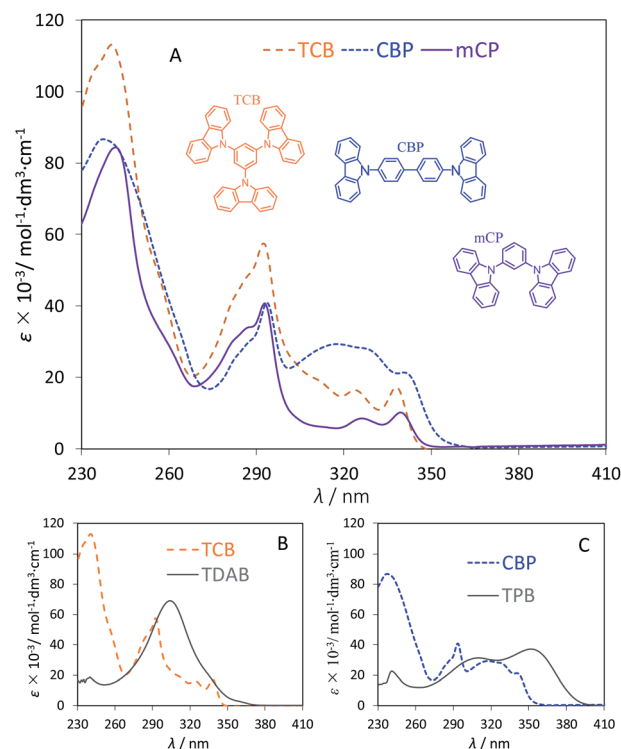 A
TCB
CBP
mCP
120
100
80
60
40
20
0
ε × 10⁻³/ mol⁻¹·dm³·cm⁻¹
TCB
N
N
N
CBP
N
N
mCP
N
N
230
260
290
320
350
380
410
λ / nm
B
TCB
TDAB
120
100
80
60
40
20
0
ε × 10⁻³/ mol⁻¹·dm³·cm⁻¹
230
260
290
320
350
380
410
λ / nm
C
CBP
TPB
120
100
80
60
40
20
0
ε × 10⁻³/ mol⁻¹·dm³·cm⁻¹
230
260
290
320
350
380
410
λ / nm